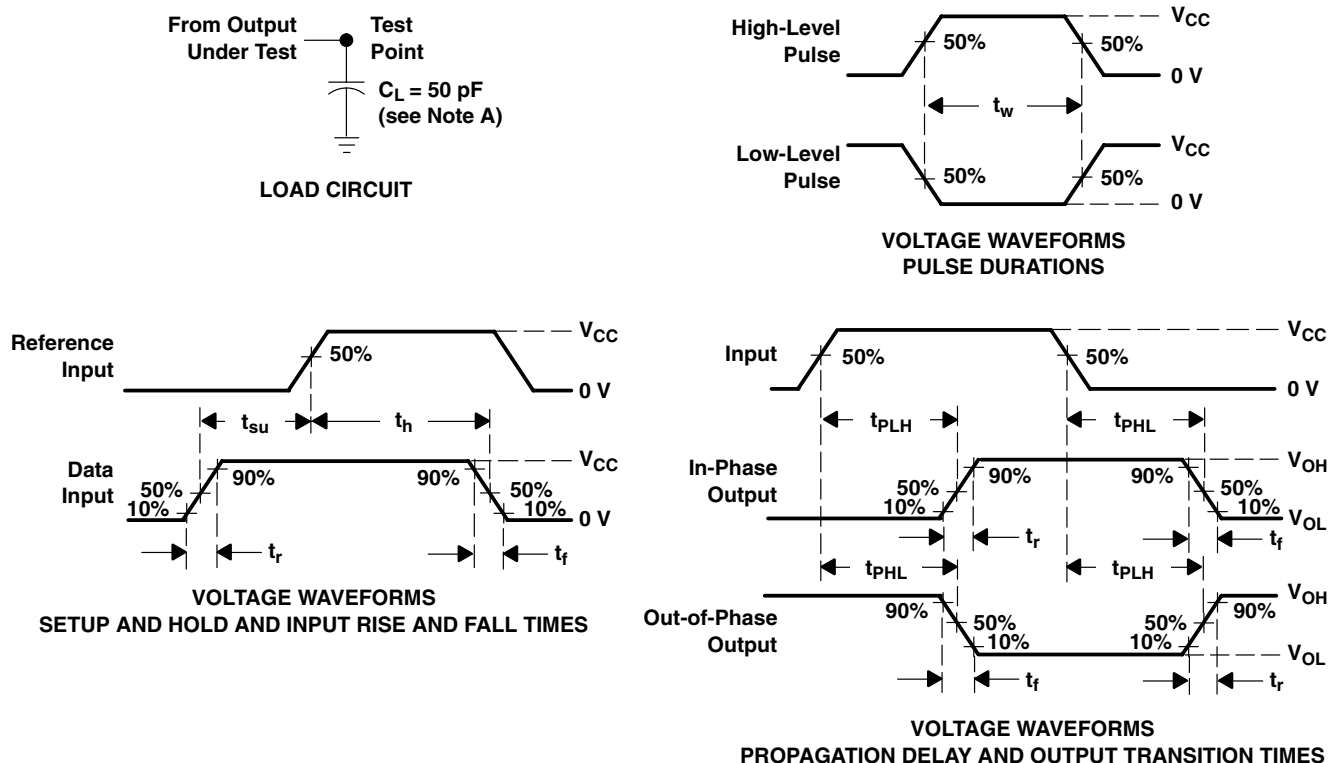 From Output
Under Test
Test
Point
C_L = 50 pF
(see Note A)
LOAD CIRCUIT
High-Level
Pulse
50%
50%
V_CC
0 V
t_w
Low-Level
Pulse
50%
50%
V_CC
0 V
VOLTAGE WAVEFORMS
PULSE DURATIONS
Reference
Input
50%
V_CC
0 V
t_su
t_h
Data
Input
50%
10%
90%
90%
50%
10%
V_CC
0 V
t_r
t_f
VOLTAGE WAVEFORMS
SETUP AND HOLD AND INPUT RISE AND FALL TIMES
Input
50%
50%
V_CC
0 V
t_PLH
t_PHL
In-Phase
Output
50%
10%
90%
90%
50%
10%
V_OH
V_OL
t_r
t_f
t_PHL
t_PLH
Out-of-Phase
Output
90%
50%
10%
50%
10%
90%
V_OH
V_OL
t_f
t_r
VOLTAGE WAVEFORMS
PROPAGATION DELAY AND OUTPUT TRANSITION TIMES